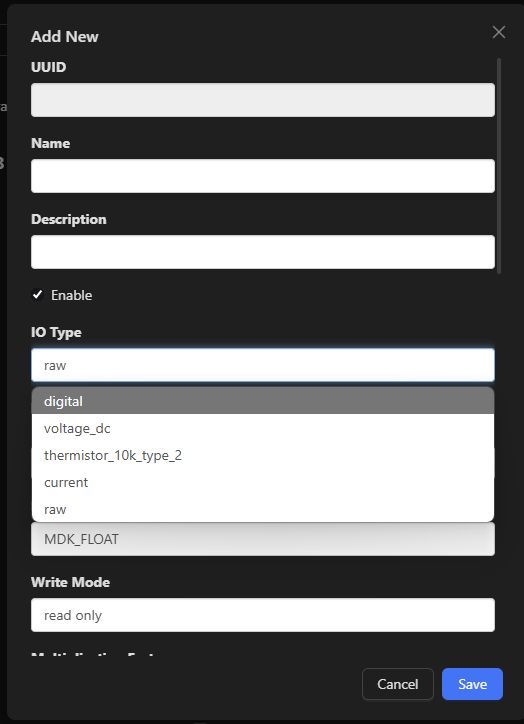 Add New
UUID
Name
Description
Enable
IO Type
raw
digital
voltage_dc
thermistor_10k_type_2
current
raw
MDK_FLOAT
Write Mode
read only
Cancel
Save